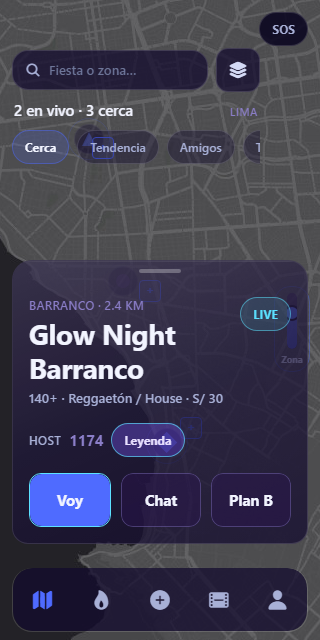 SOS
Fiesta o zona...
2 en vivo · 3 cerca
LIMA
Cerca
Tendencia
Amigos
BARRANCO · 2.4 KM
LIVE
Glow Night
Barranco
Zona
140+ · Reggaetón / House · S/ 30
HOST 1174 Leyenda
Voy
Chat
Plan B